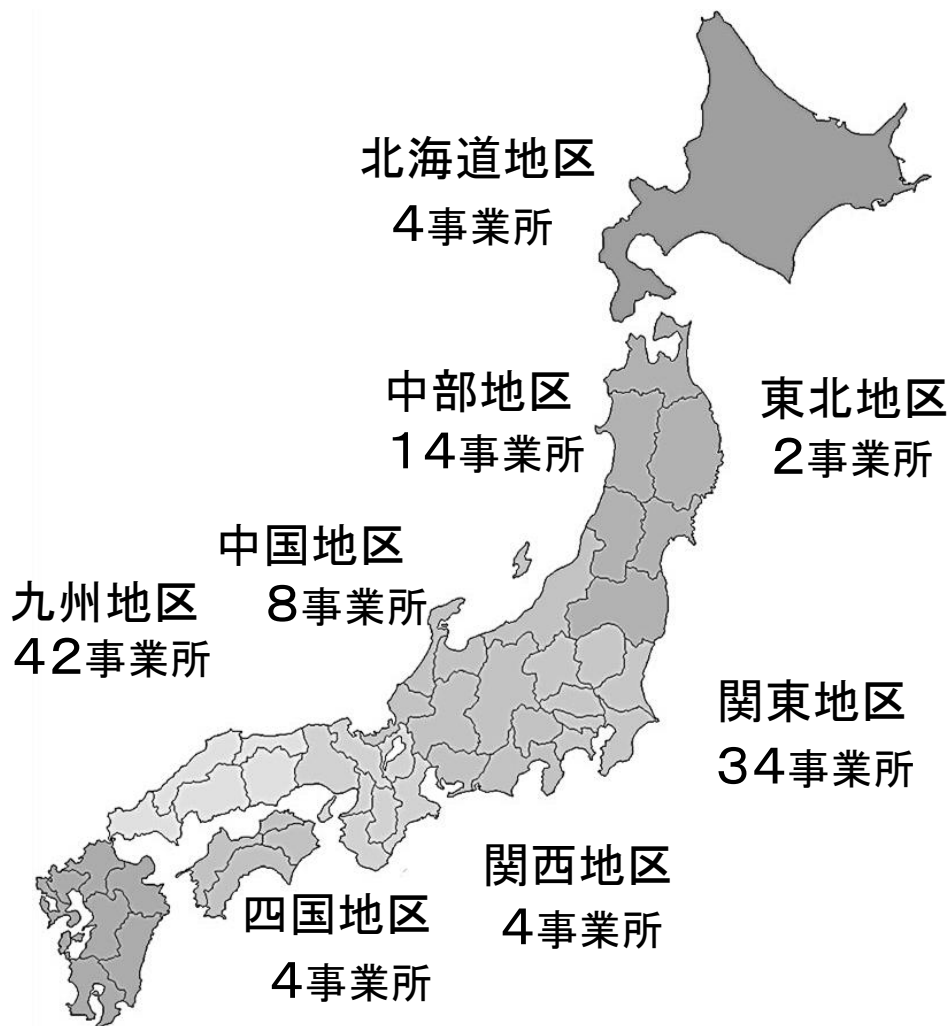 北海道地区
4事業所
中部地区
14事業所
東北地区
2事業所
中国地区
8事業所
九州地区
42事業所
関東地区
34事業所
関西地区
4事業所
四国地区
4事業所